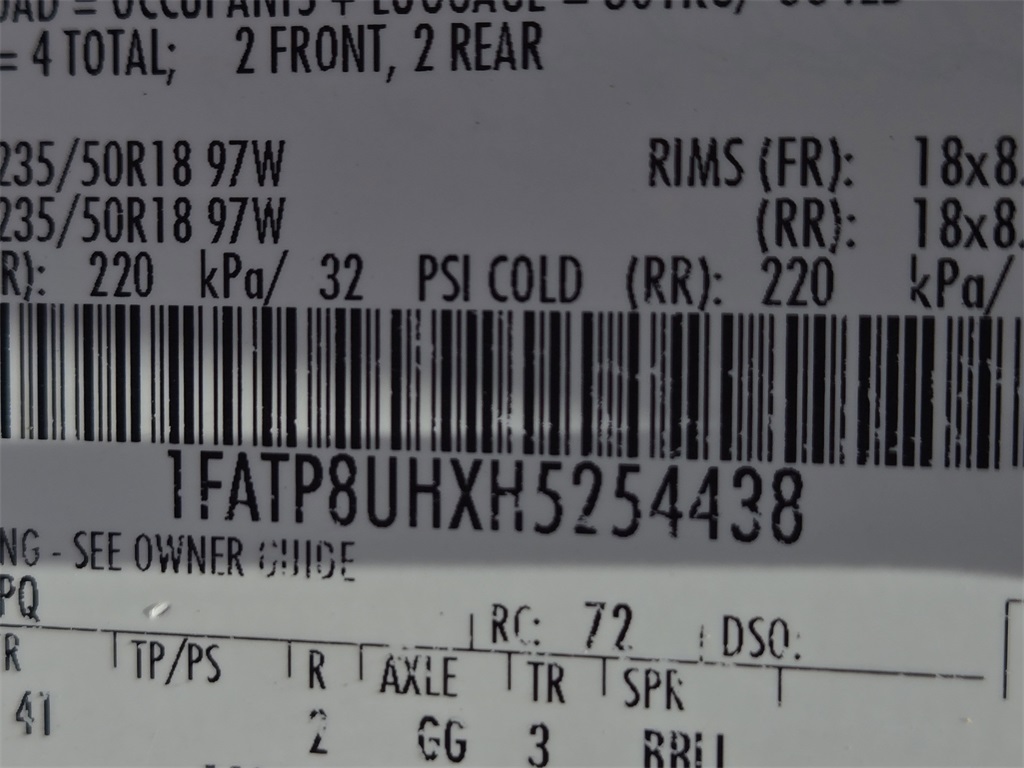 = 4 TOTAL; 2 FRONT, 2 REAR
235/50R18 97W RIMS (FR): 18x8.
235/50R18 97W (RR): 18x8.
R): 220 kPa/ 32 PSI COLD (RR): 220 kPa/
1FATP8UHXH5254438
NG - SEE OWNER GUIDE
PQ
RC: 72 DSO:
R TP/PS R AXLE TR SPR
41 2 GG 3